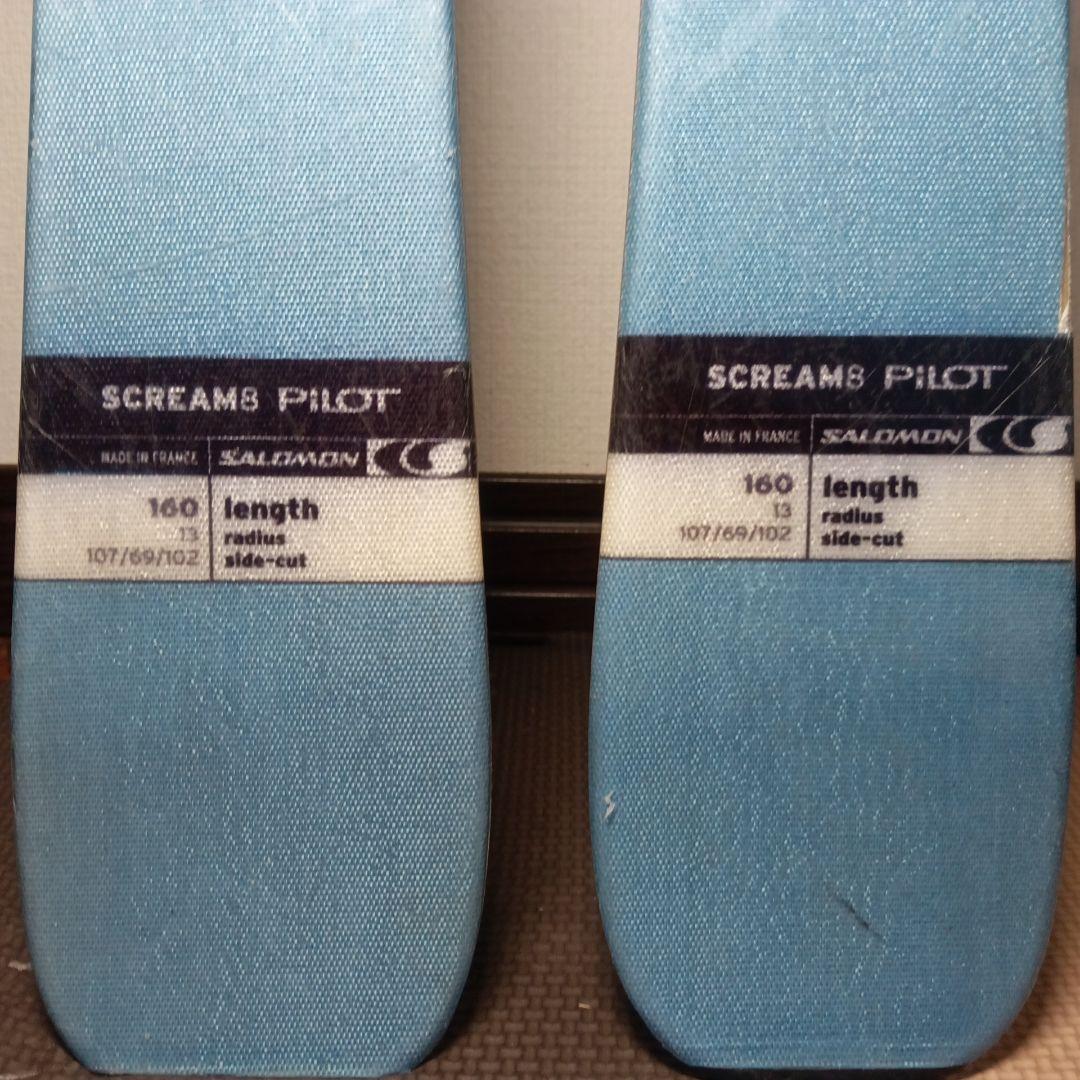 SCREAM8 PILOT
MADE IN FRANCE SALOMON
160 length
13 radius
107/69/102 side-cut
SCREAM8 PILOT
MADE IN FRANCE SALOMON
160 length
13 radius
107/69/102 side-cut